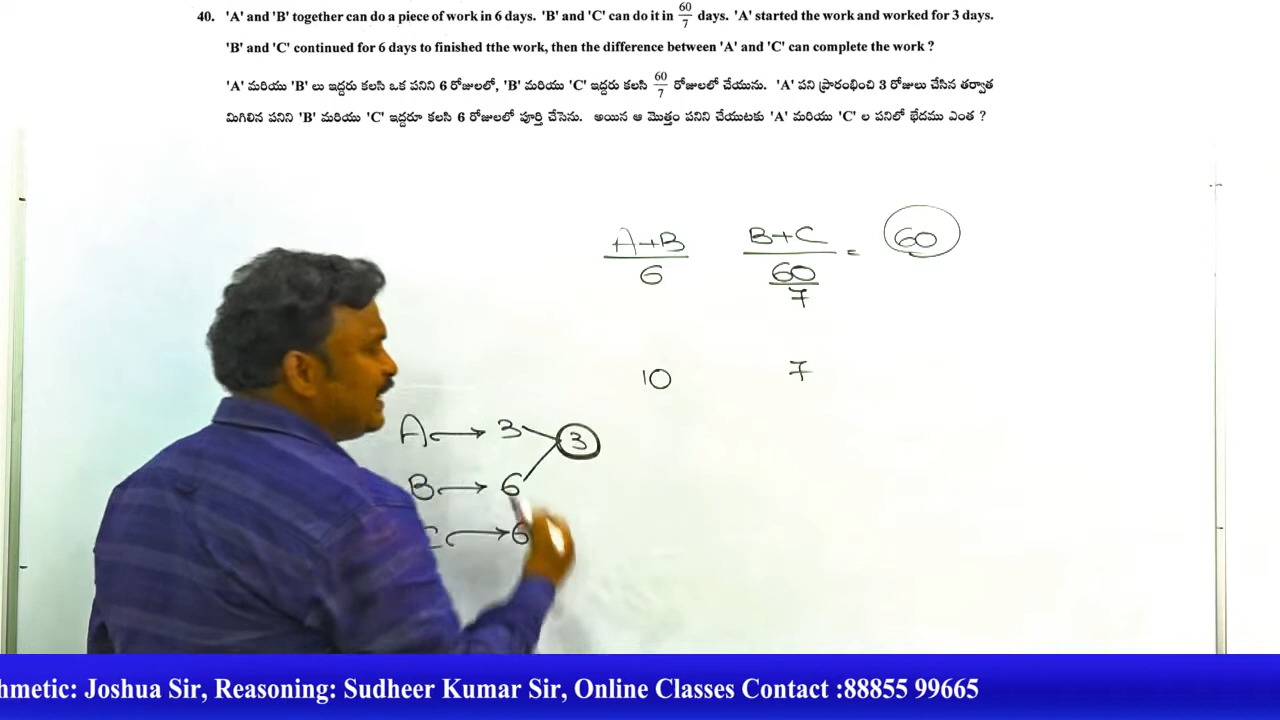 40. 'A' and 'B' together can do a piece of work in 6 days. 'B' and 'C' can do it in 60/7 days. 'A' started the work and worked for 3 days.
'B' and 'C' continued for 6 days to finished tthe work, then the difference between 'A' and 'C' can complete the work ?
'A' మరియు 'B' లు ఇద్దరు కలసి ఒక పనిని 6 రోజులలో, 'B' మరియు 'C' ఇద్దరు కలసి 60/7 రోజులలో చేయును. 'A' పని ప్రారంభించి 3 రోజులు చేసిన తర్వాత
మిగిలిన పనిని 'B' మరియు 'C' ఇద్దరూ కలసి 6 రోజులలో పూర్తి చేసెను. అయిన ఆ మొత్తం పనిని చేయుటకు 'A' మరియు 'C' ల పనిలో భేదము ఎంత ?
A+B B+C = 60
6 60/7
10 7
A → 3 3
B → 6
C → 6
hmetic: Joshua Sir, Reasoning: Sudheer Kumar Sir, Online Classes Contact :88855 99665